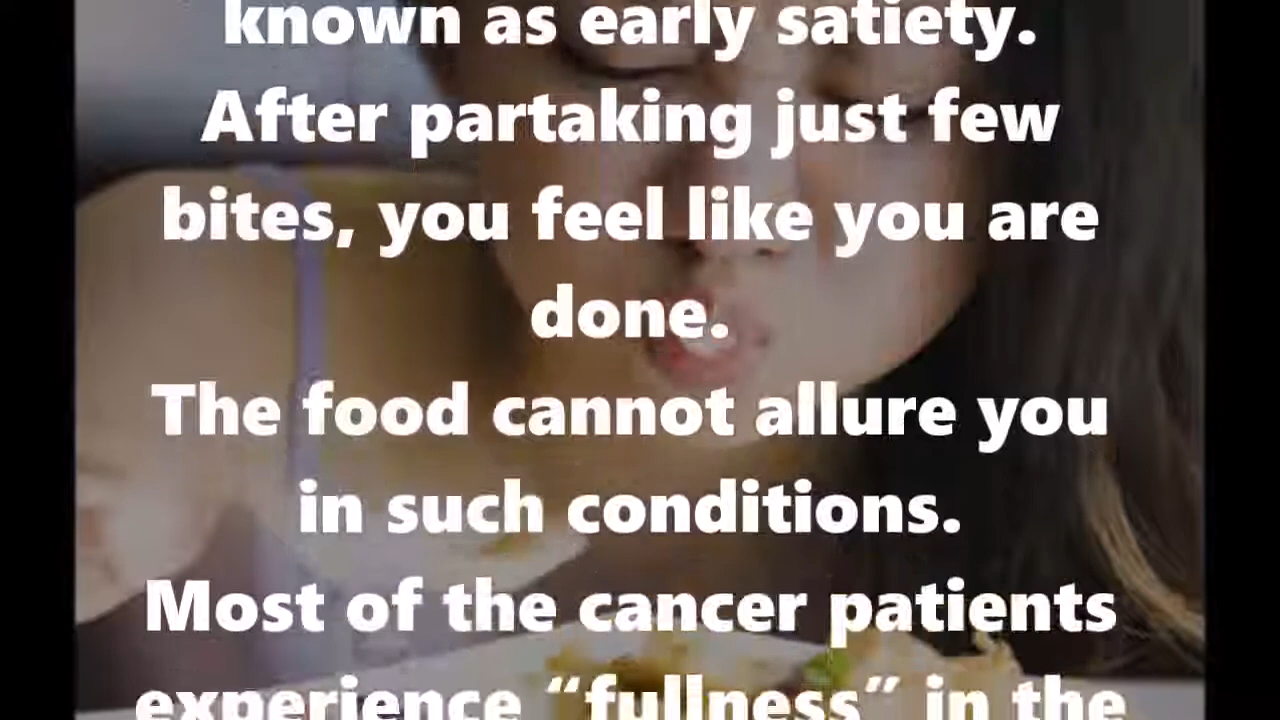 known as early satiety.
After partaking just few
bites, you feel like you are
done.
The food cannot allure you
in such conditions.
Most of the cancer patients
experience “fullness” in the